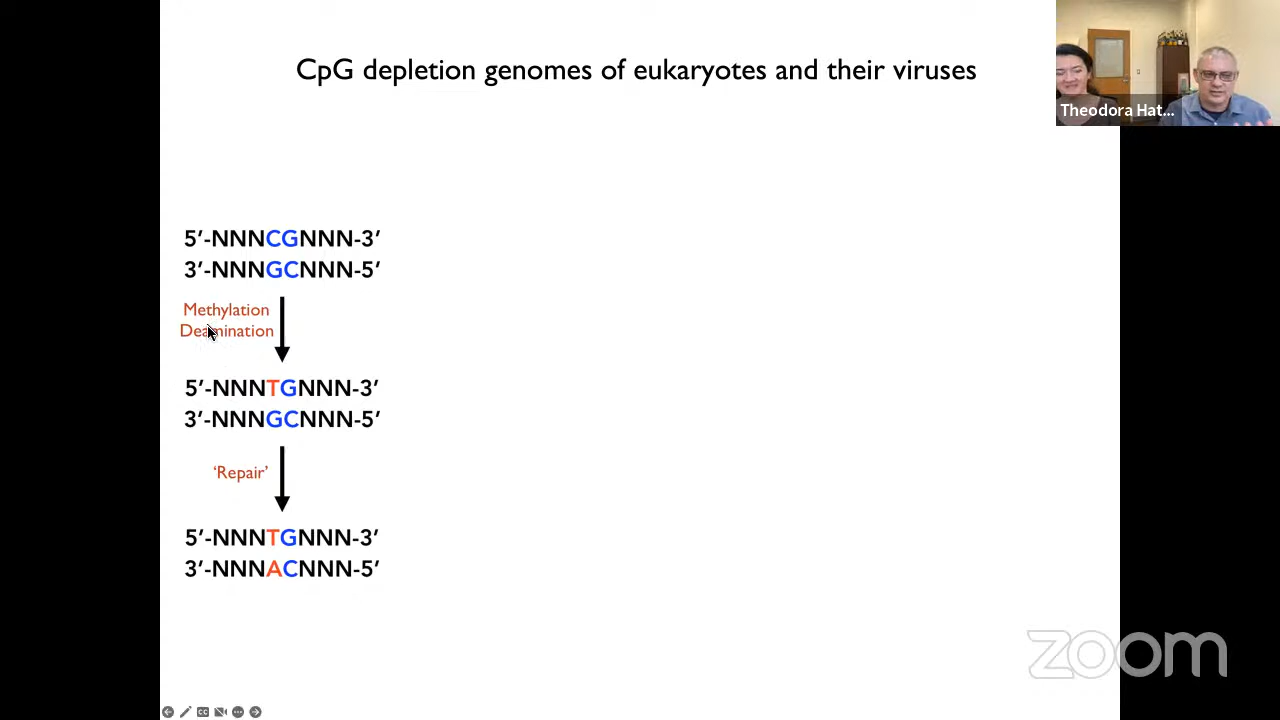 CpG depletion genomes of eukaryotes and their viruses
Theodora Hat...
5′-NNNCGNNN-3′
3′-NNNGCNNN-5′
Methylation
Deamination
5′-NNNTGNNN-3′
3′-NNNGCNNN-5′
‘Repair’
5′-NNNTGNNN-3′
3′-NNNACNNN-5′
zoom